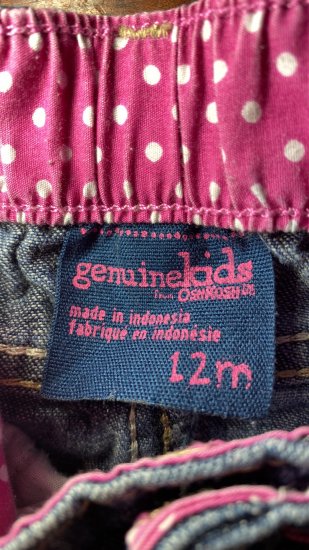 genuinekids
from OshKosh
made in indonesia
fabriqué en indonésie
12m